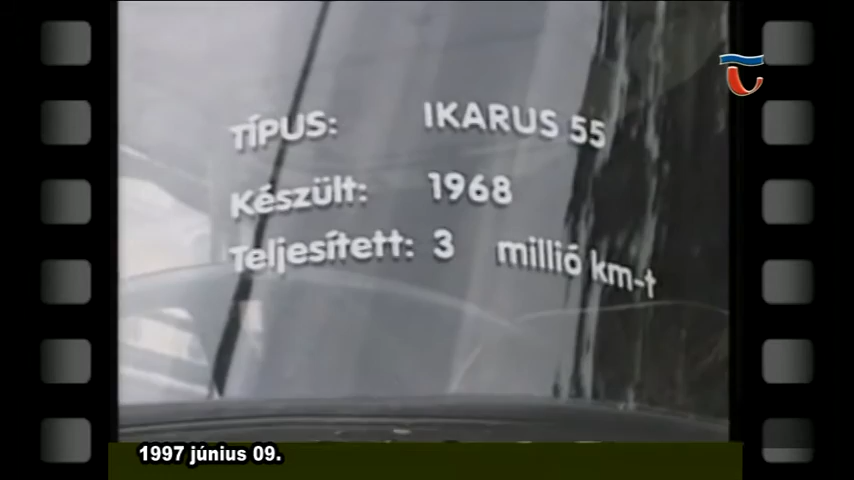 TÍPUS: IKARUS 55
Készült: 1968
Teljesített: 3 millió km-t
1997 június 09.